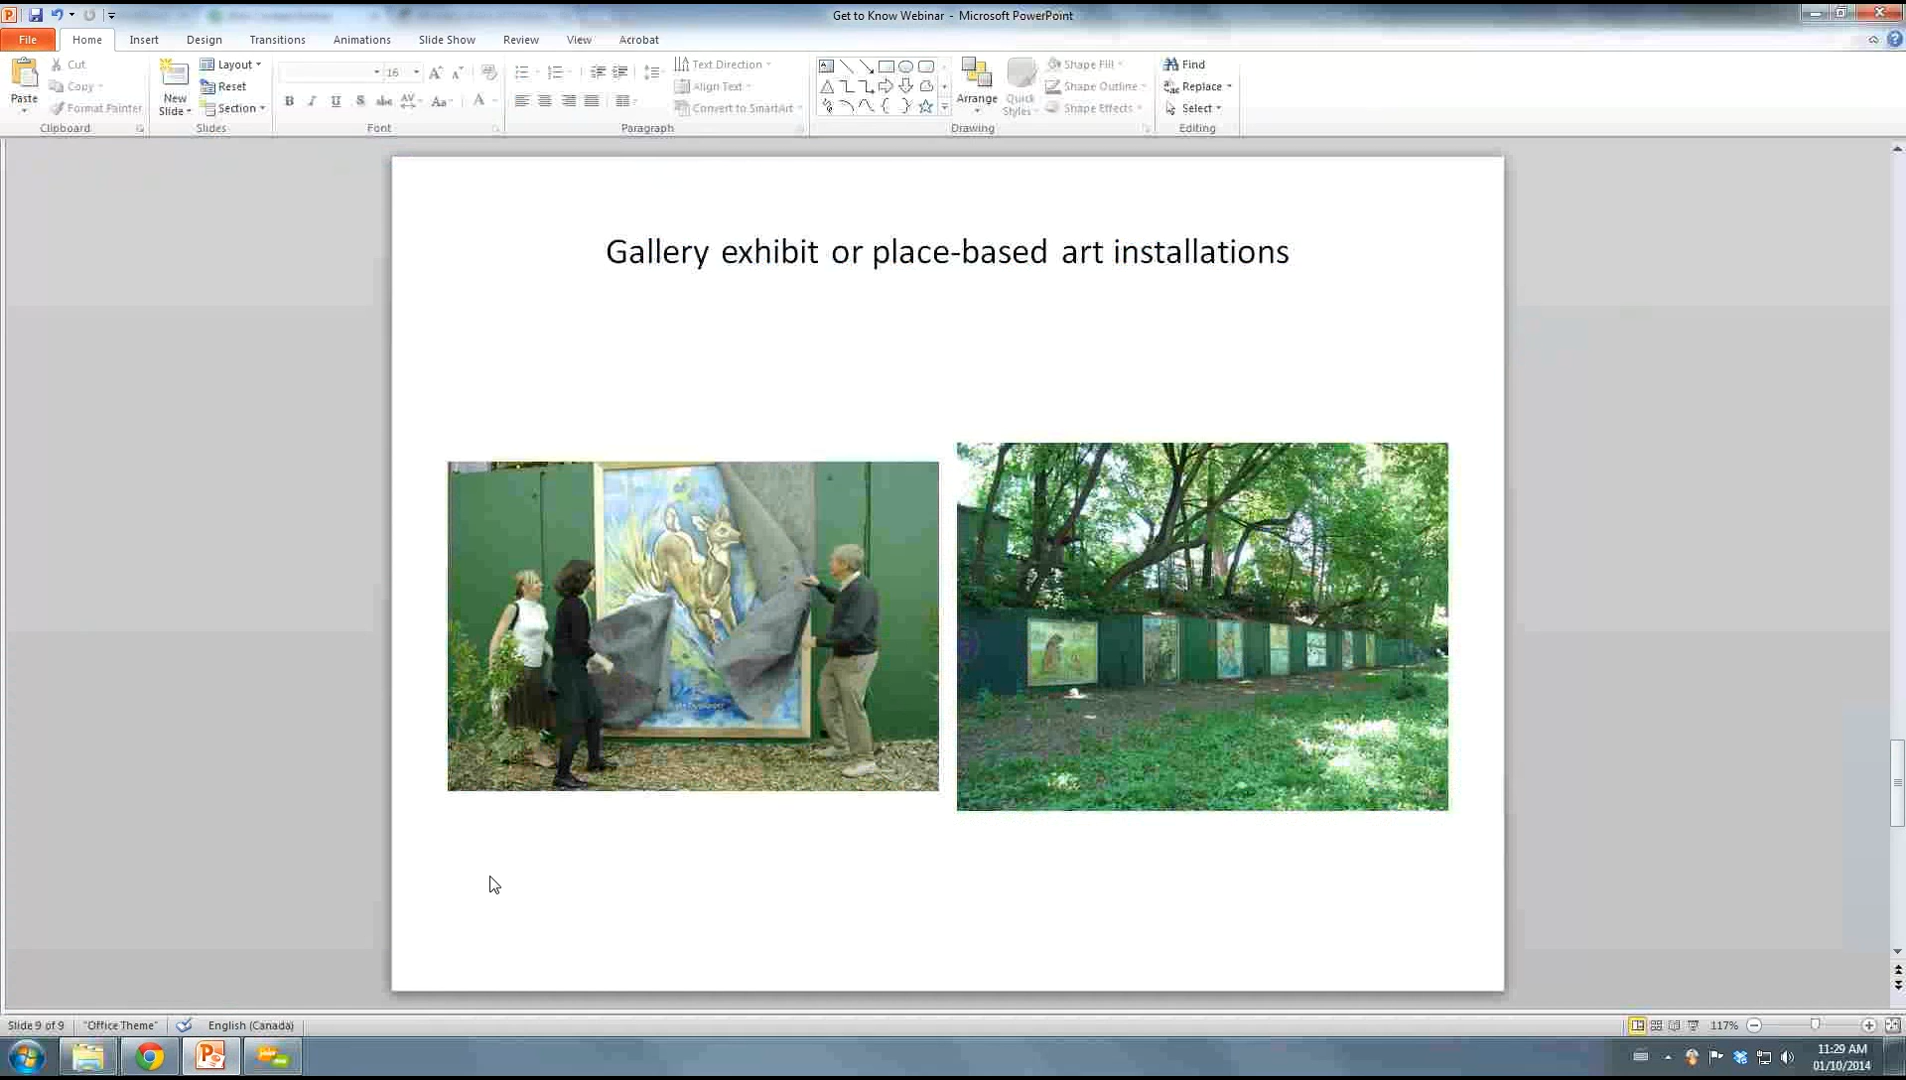 Get to Know Webinar - Microsoft PowerPoint
File Home Insert Design Transitions Animations Slide Show Review View Acrobat
Paste
Cut
Copy
Format Painter
Clipboard
New Slide
Layout
Reset
Section
Slides
16
Font
Text Direction
Align Text
Convert to SmartArt
Paragraph
Arrange
Quick Styles
Shape Fill
Shape Outline
Shape Effects
Drawing
Find
Replace
Select
Editing
Gallery exhibit or place-based art installations
Slide 9 of 9 "Office Theme" English (Canada) 117%
11:29 AM
01/10/2014